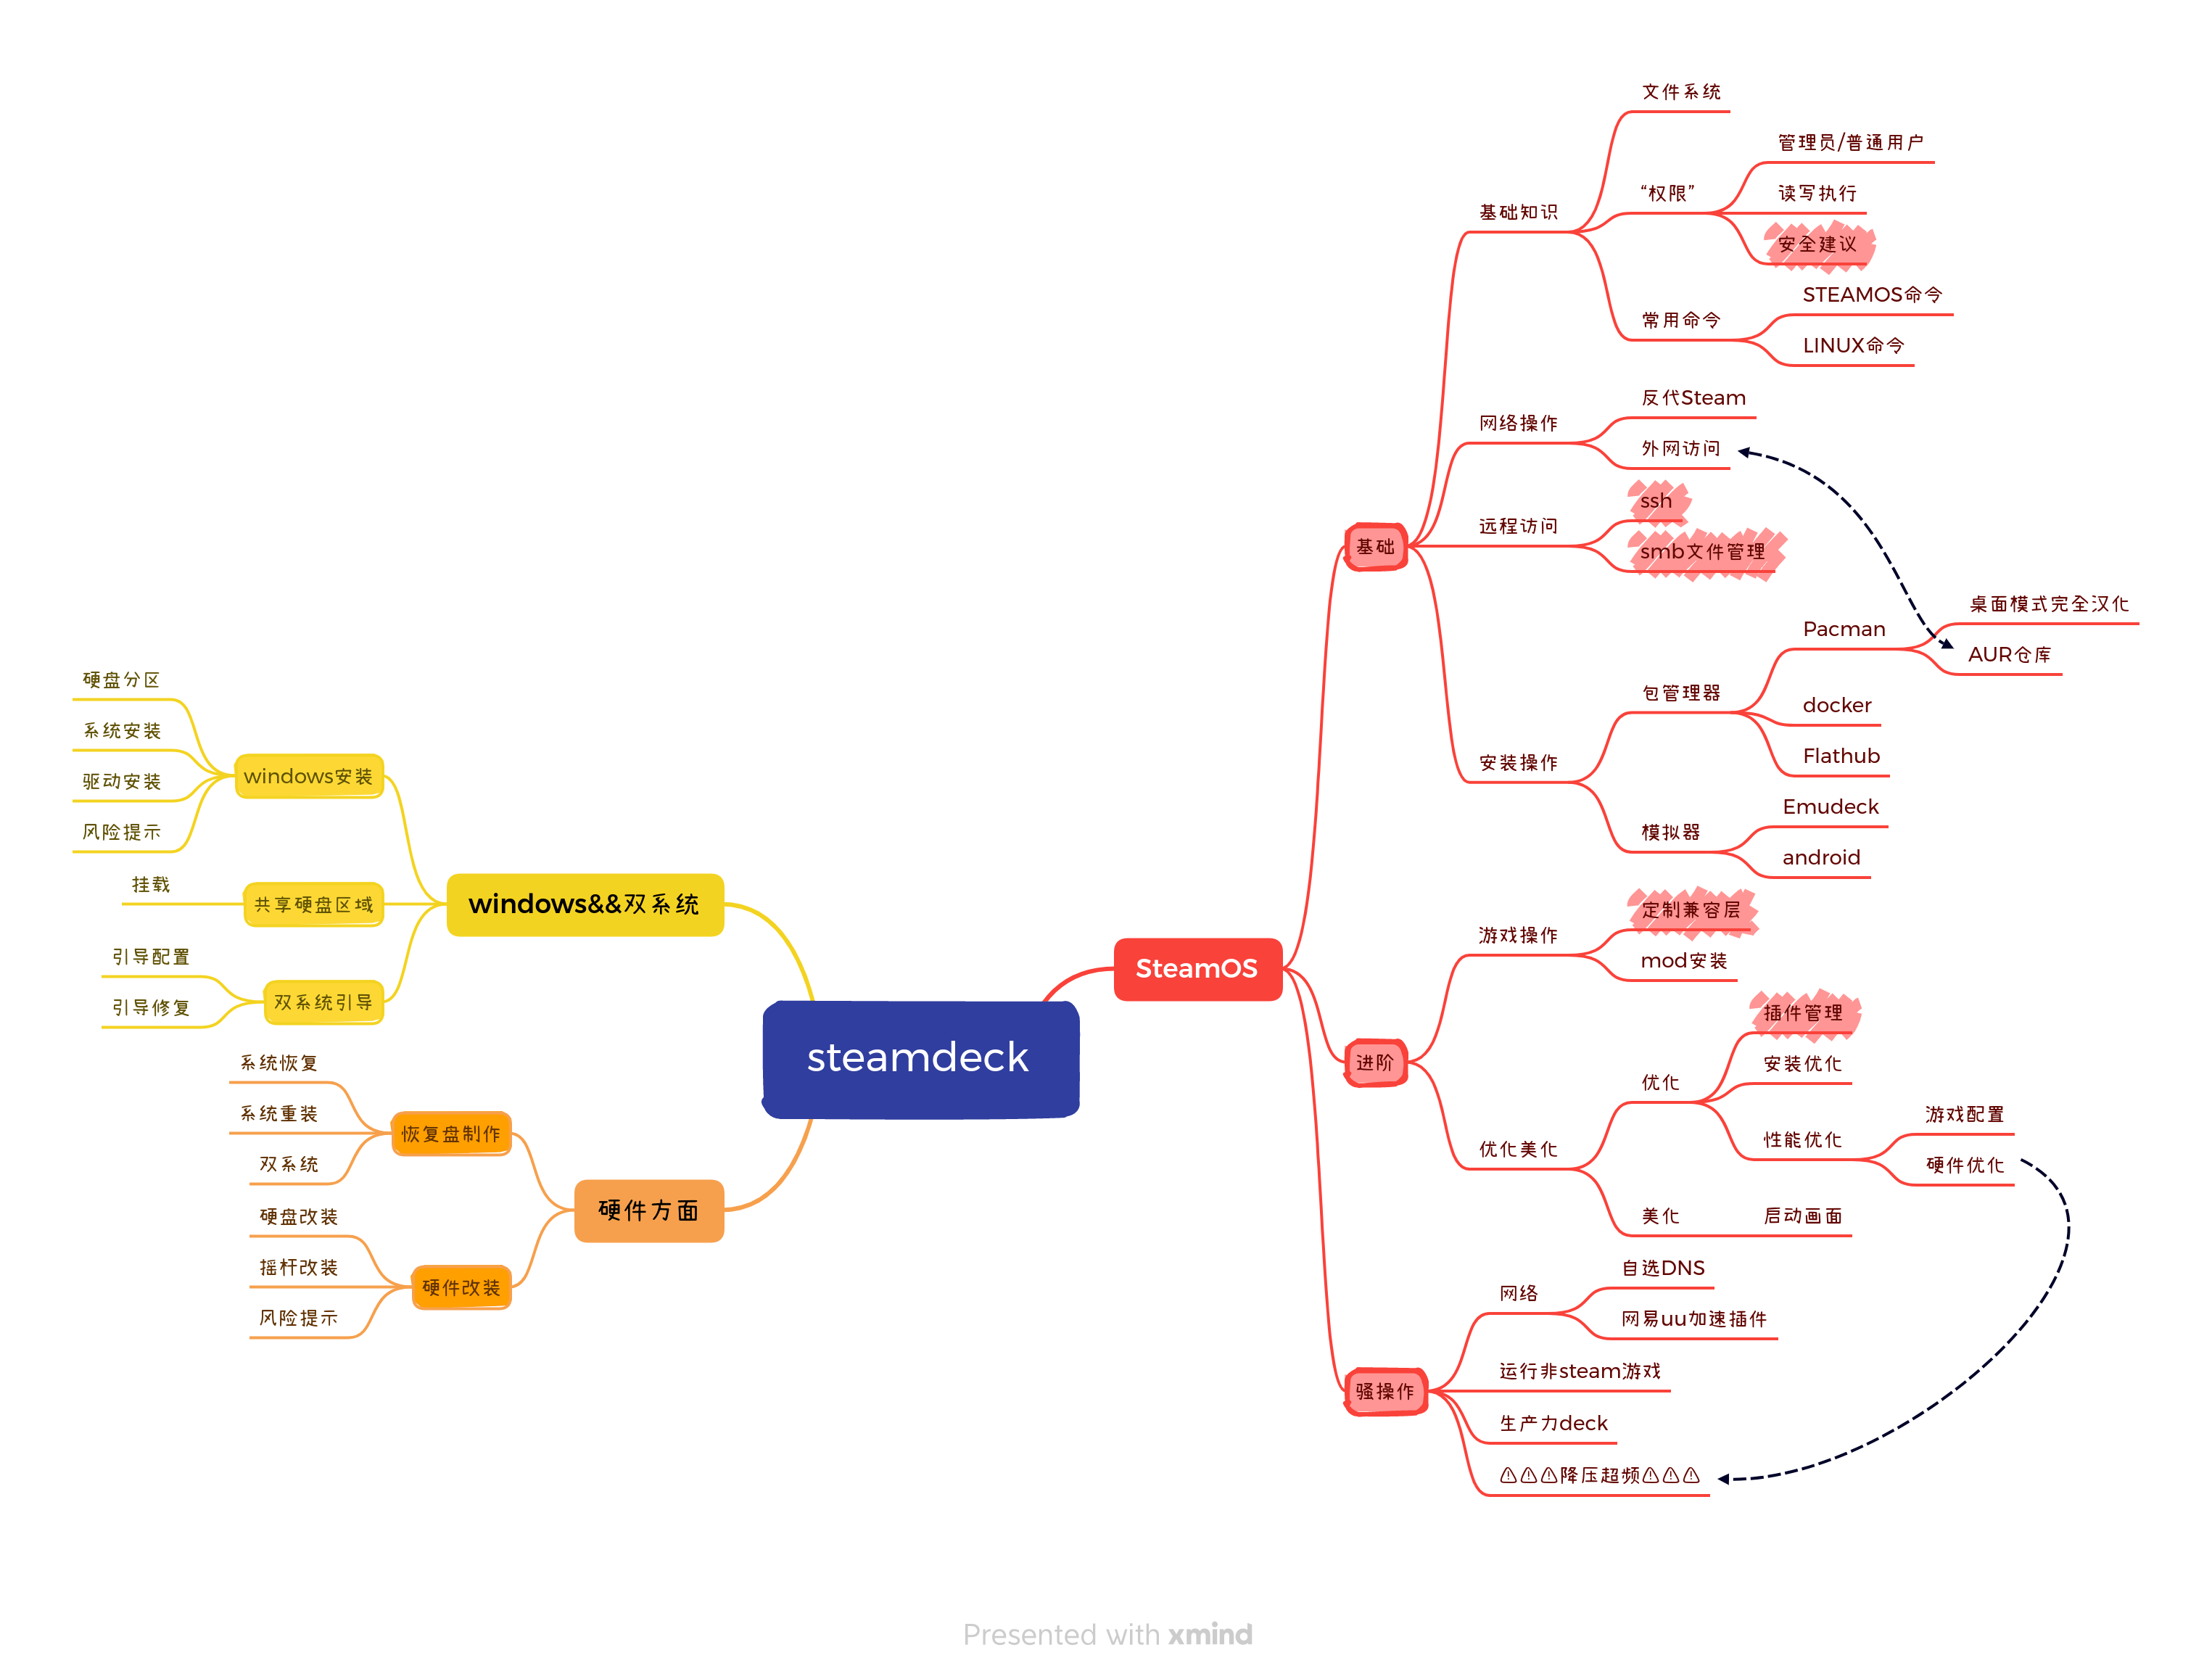 steamdeck
SteamOS
基础
基础知识
文件系统
“权限”
管理员/普通用户
读写执行
安全建议
常用命令
STEAMOS命令
LINUX命令
网络操作
反代Steam
外网访问
远程访问
ssh
smb文件管理
安装操作
包管理器
Pacman
桌面模式完全汉化
AUR仓库
docker
Flathub
模拟器
Emudeck
android
进阶
游戏操作
定制兼容层
mod安装
优化美化
优化
插件管理
安装优化
性能优化
游戏配置
硬件优化
美化
启动画面
骚操作
网络
自选DNS
网易uu加速插件
运行非steam游戏
生产力deck
⚠⚠⚠降压超频⚠⚠⚠
windows&&双系统
windows安装
硬盘分区
系统安装
驱动安装
风险提示
共享硬盘区域
挂载
双系统引导
引导配置
引导修复
硬件方面
恢复盘制作
系统恢复
系统重装
双系统
硬件改装
硬盘改装
摇杆改装
风险提示
Presented with xmind